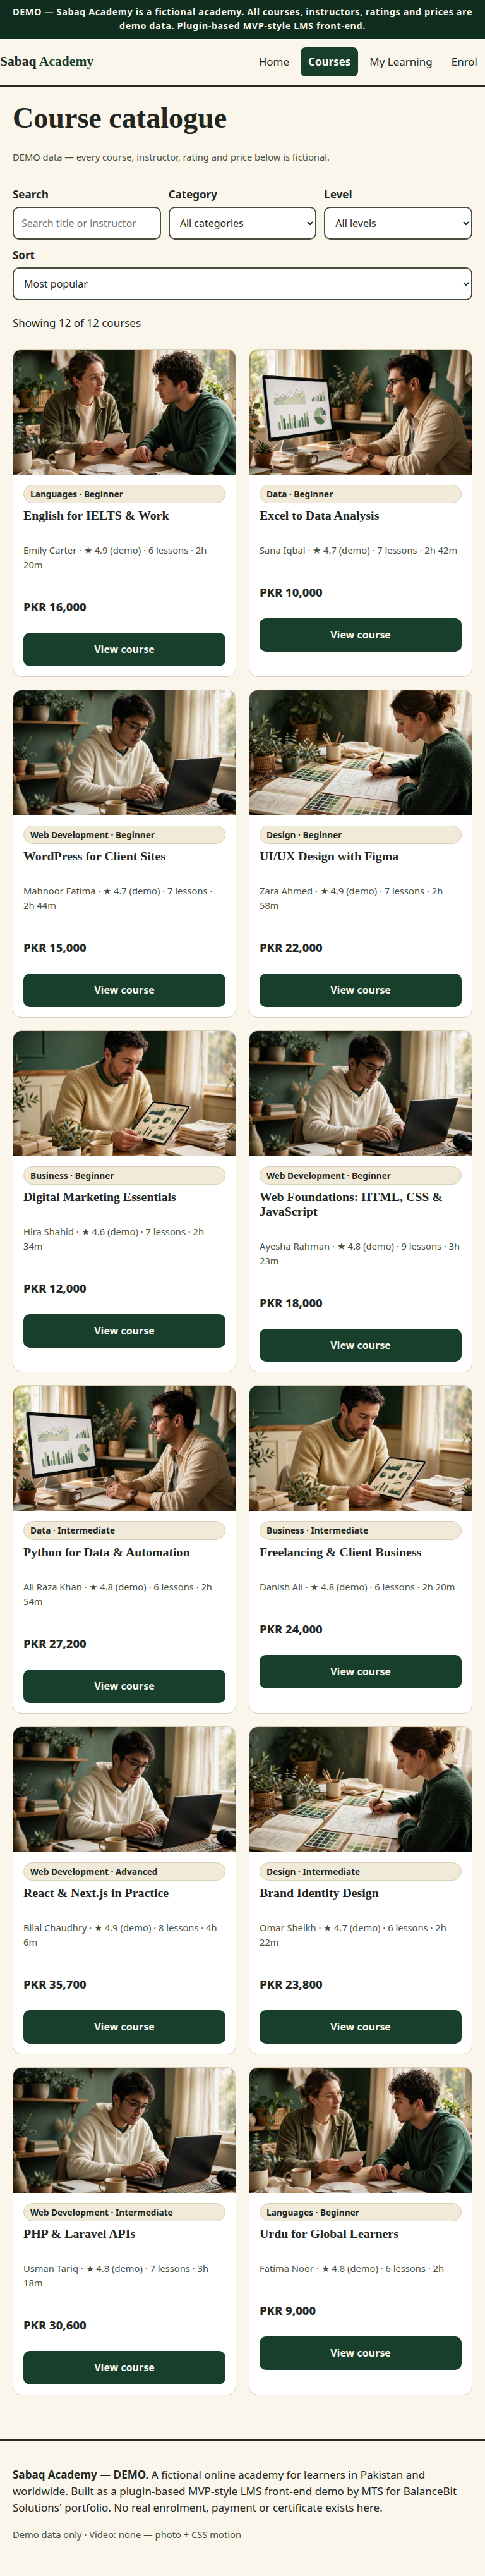 DEMO — Sabaq Academy is a fictional academy. All courses, instructors, ratings and prices are
demo data. Plugin-based MVP-style LMS front-end.
Sabaq Academy
Home Courses My Learning Enrol
Course catalogue
DEMO data — every course, instructor, rating and price below is fictional.
Search Category Level
Search title or instructor All categories All levels
Sort
Most popular
Showing 12 of 12 courses
Languages · Beginner
English for IELTS & Work
Emily Carter · ★ 4.9 (demo) · 6 lessons · 2h
20m
PKR 16,000
View course
Data · Beginner
Excel to Data Analysis
Sana Iqbal · ★ 4.7 (demo) · 7 lessons · 2h 42m
PKR 10,000
View course
Web Development · Beginner
WordPress for Client Sites
Mahnoor Fatima · ★ 4.7 (demo) · 7 lessons ·
2h 44m
PKR 15,000
View course
Design · Beginner
UI/UX Design with Figma
Zara Ahmed · ★ 4.9 (demo) · 7 lessons · 2h
58m
PKR 22,000
View course
Business · Beginner
Digital Marketing Essentials
Hira Shahid · ★ 4.6 (demo) · 7 lessons · 2h
34m
PKR 12,000
View course
Web Development · Beginner
Web Foundations: HTML, CSS &
JavaScript
Ayesha Rahman · ★ 4.8 (demo) · 9 lessons · 3h
23m
PKR 18,000
View course
Data · Intermediate
Python for Data & Automation
Ali Raza Khan · ★ 4.8 (demo) · 6 lessons · 2h
54m
PKR 27,200
View course
Business · Intermediate
Freelancing & Client Business
Danish Ali · ★ 4.8 (demo) · 6 lessons · 2h 20m
PKR 24,000
View course
Web Development · Advanced
React & Next.js in Practice
Bilal Chaudhry · ★ 4.9 (demo) · 8 lessons · 4h
6m
PKR 35,700
View course
Design · Intermediate
Brand Identity Design
Omar Sheikh · ★ 4.7 (demo) · 6 lessons · 2h
22m
PKR 23,800
View course
Web Development · Intermediate
PHP & Laravel APIs
Usman Tariq · ★ 4.8 (demo) · 7 lessons · 3h
18m
PKR 30,600
View course
Languages · Beginner
Urdu for Global Learners
Fatima Noor · ★ 4.8 (demo) · 6 lessons · 2h
PKR 9,000
View course
Sabaq Academy — DEMO. A fictional online academy for learners in Pakistan and
worldwide. Built as a plugin-based MVP-style LMS front-end demo by MTS for BalanceBit
Solutions' portfolio. No real enrolment, payment or certificate exists here.
Demo data only · Video: none — photo + CSS motion